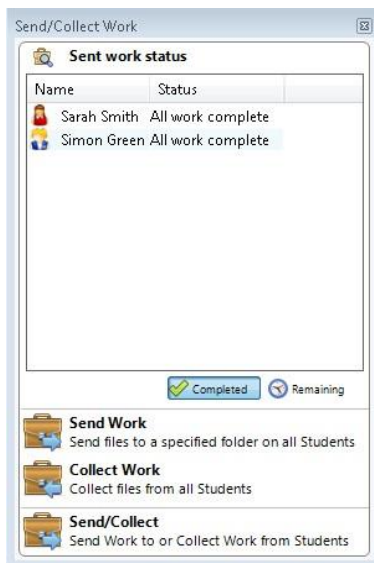 Send/Collect Work
Sent work status
Name Status
Sarah Smith All work complete
Simon Green All work complete
Completed Remaining
Send Work
Send files to a specified folder on all Students
Collect Work
Collect files from all Students
Send/Collect
Send Work to or Collect Work from Students